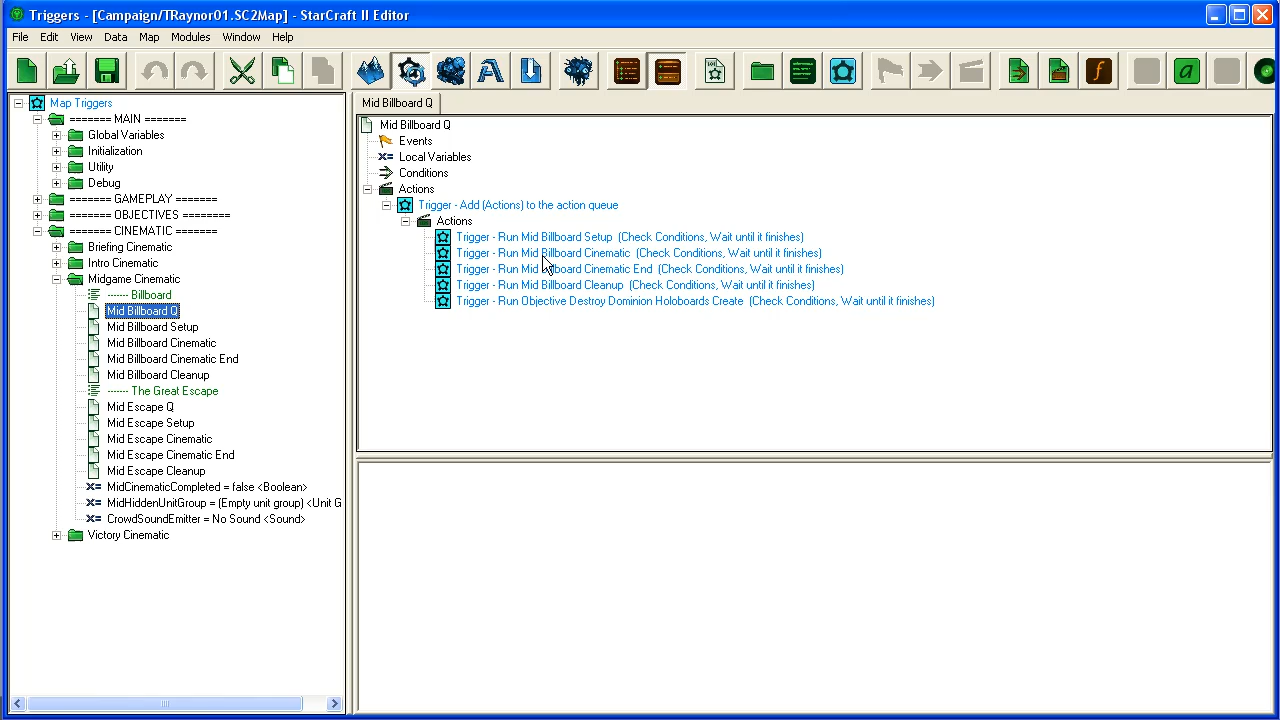 Triggers - [Campaign/TRaynor01.SC2Map] - StarCraft II Editor
File Edit View Data Map Modules Window Help
Map Triggers
======= MAIN =======
Global Variables
Initialization
Utility
Debug
======= GAMEPLAY =======
======= OBJECTIVES ========
======= CINEMATIC =======
Briefing Cinematic
Intro Cinematic
Midgame Cinematic
------ Billboard
Mid Billboard Q
Mid Billboard Setup
Mid Billboard Cinematic
Mid Billboard Cinematic End
Mid Billboard Cleanup
------ The Great Escape
Mid Escape Q
Mid Escape Setup
Mid Escape Cinematic
Mid Escape Cinematic End
Mid Escape Cleanup
MidCinematicCompleted = false <Boolean>
MidHiddenUnitGroup = (Empty unit group) <Unit G
CrowdSoundEmitter = No Sound <Sound>
Victory Cinematic
Mid Billboard Q
Mid Billboard Q
Events
Local Variables
Conditions
Actions
Trigger - Add (Actions) to the action queue
Actions
Trigger - Run Mid Billboard Setup (Check Conditions, Wait until it finishes)
Trigger - Run Mid Billboard Cinematic (Check Conditions, Wait until it finishes)
Trigger - Run Mid Billboard Cinematic End (Check Conditions, Wait until it finishes)
Trigger - Run Mid Billboard Cleanup (Check Conditions, Wait until it finishes)
Trigger - Run Objective Destroy Dominion Holoboards Create (Check Conditions, Wait until it finishes)